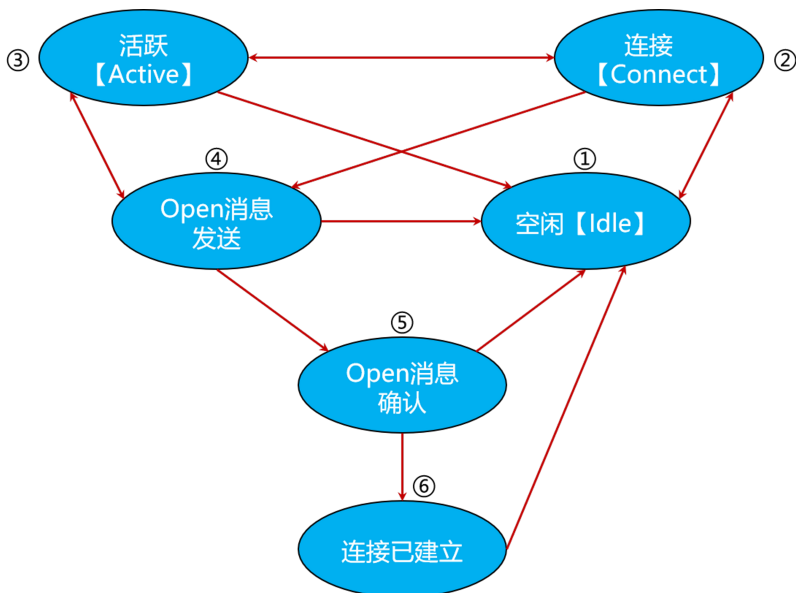 ③
活跃
【Active】
连接
【Connect】
②
④
Open消息
发送
①
空闲【Idle】
⑤
Open消息
确认
⑥
连接已建立